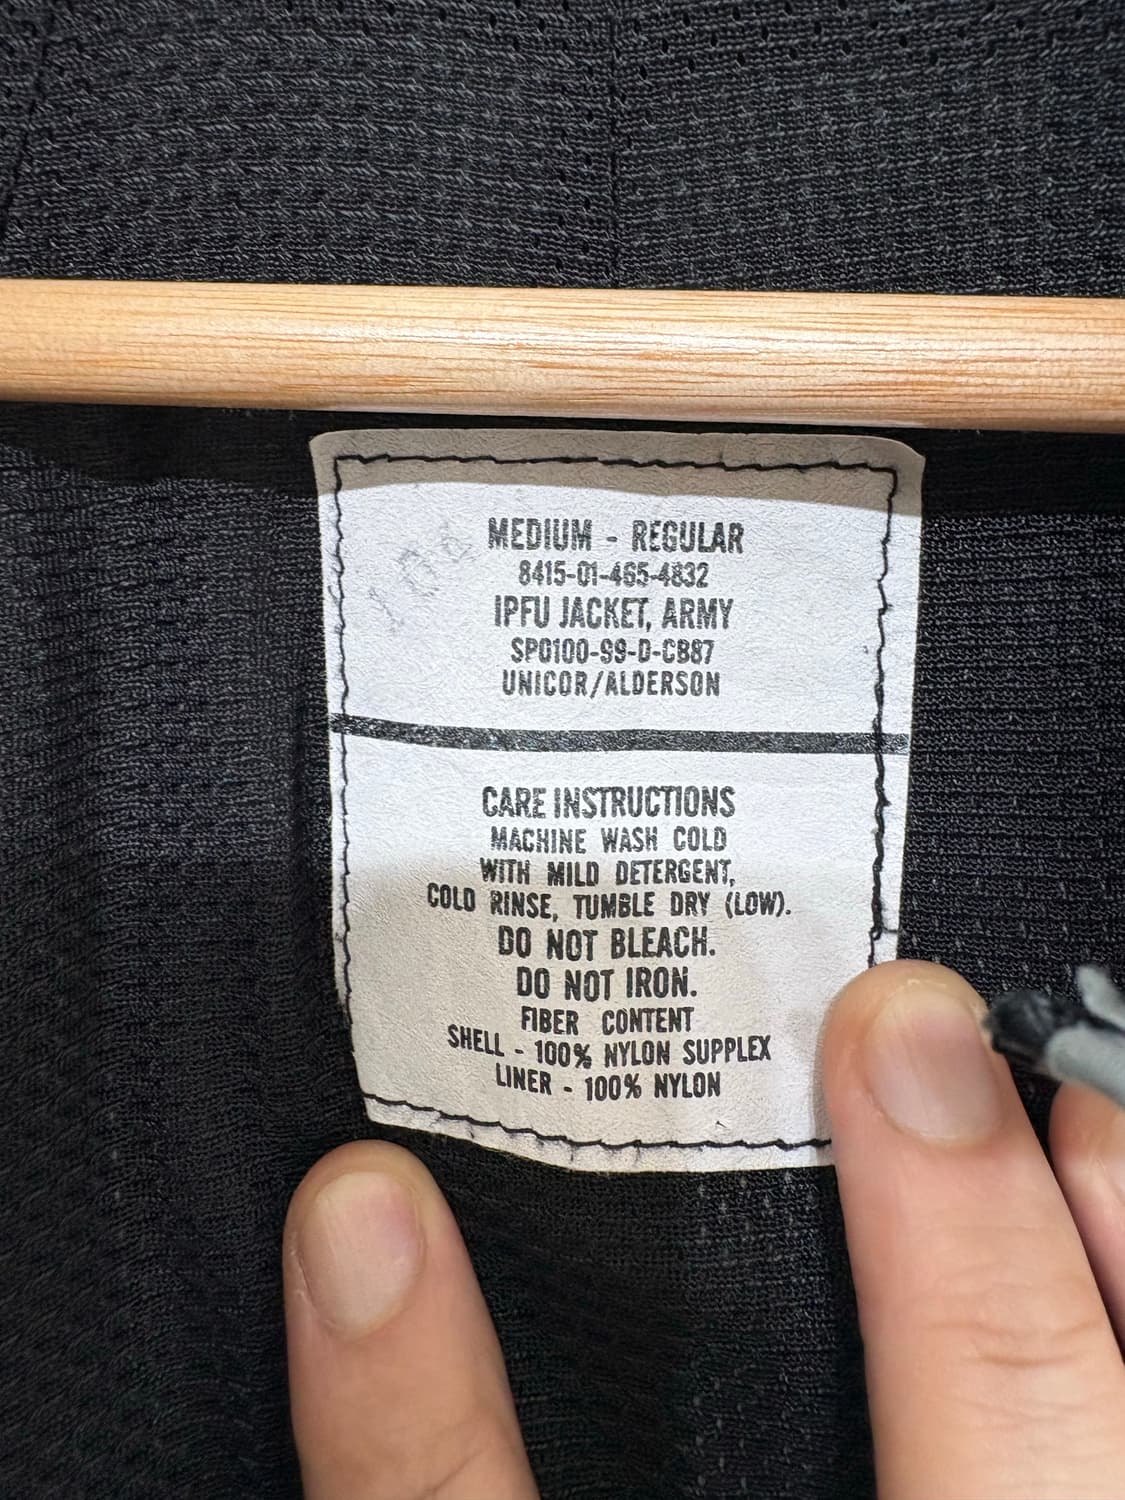 MEDIUM - REGULAR
8415-01-465-4832
IPFU JACKET, ARMY
SP0100-99-D-CB87
UNICOR/ALDERSON
CARE INSTRUCTIONS
MACHINE WASH COLD
WITH MILD DETERGENT,
COLD RINSE, TUMBLE DRY (LOW).
DO NOT BLEACH.
DO NOT IRON.
FIBER CONTENT
SHELL - 100% NYLON SUPPLEX
LINER - 100% NYLON